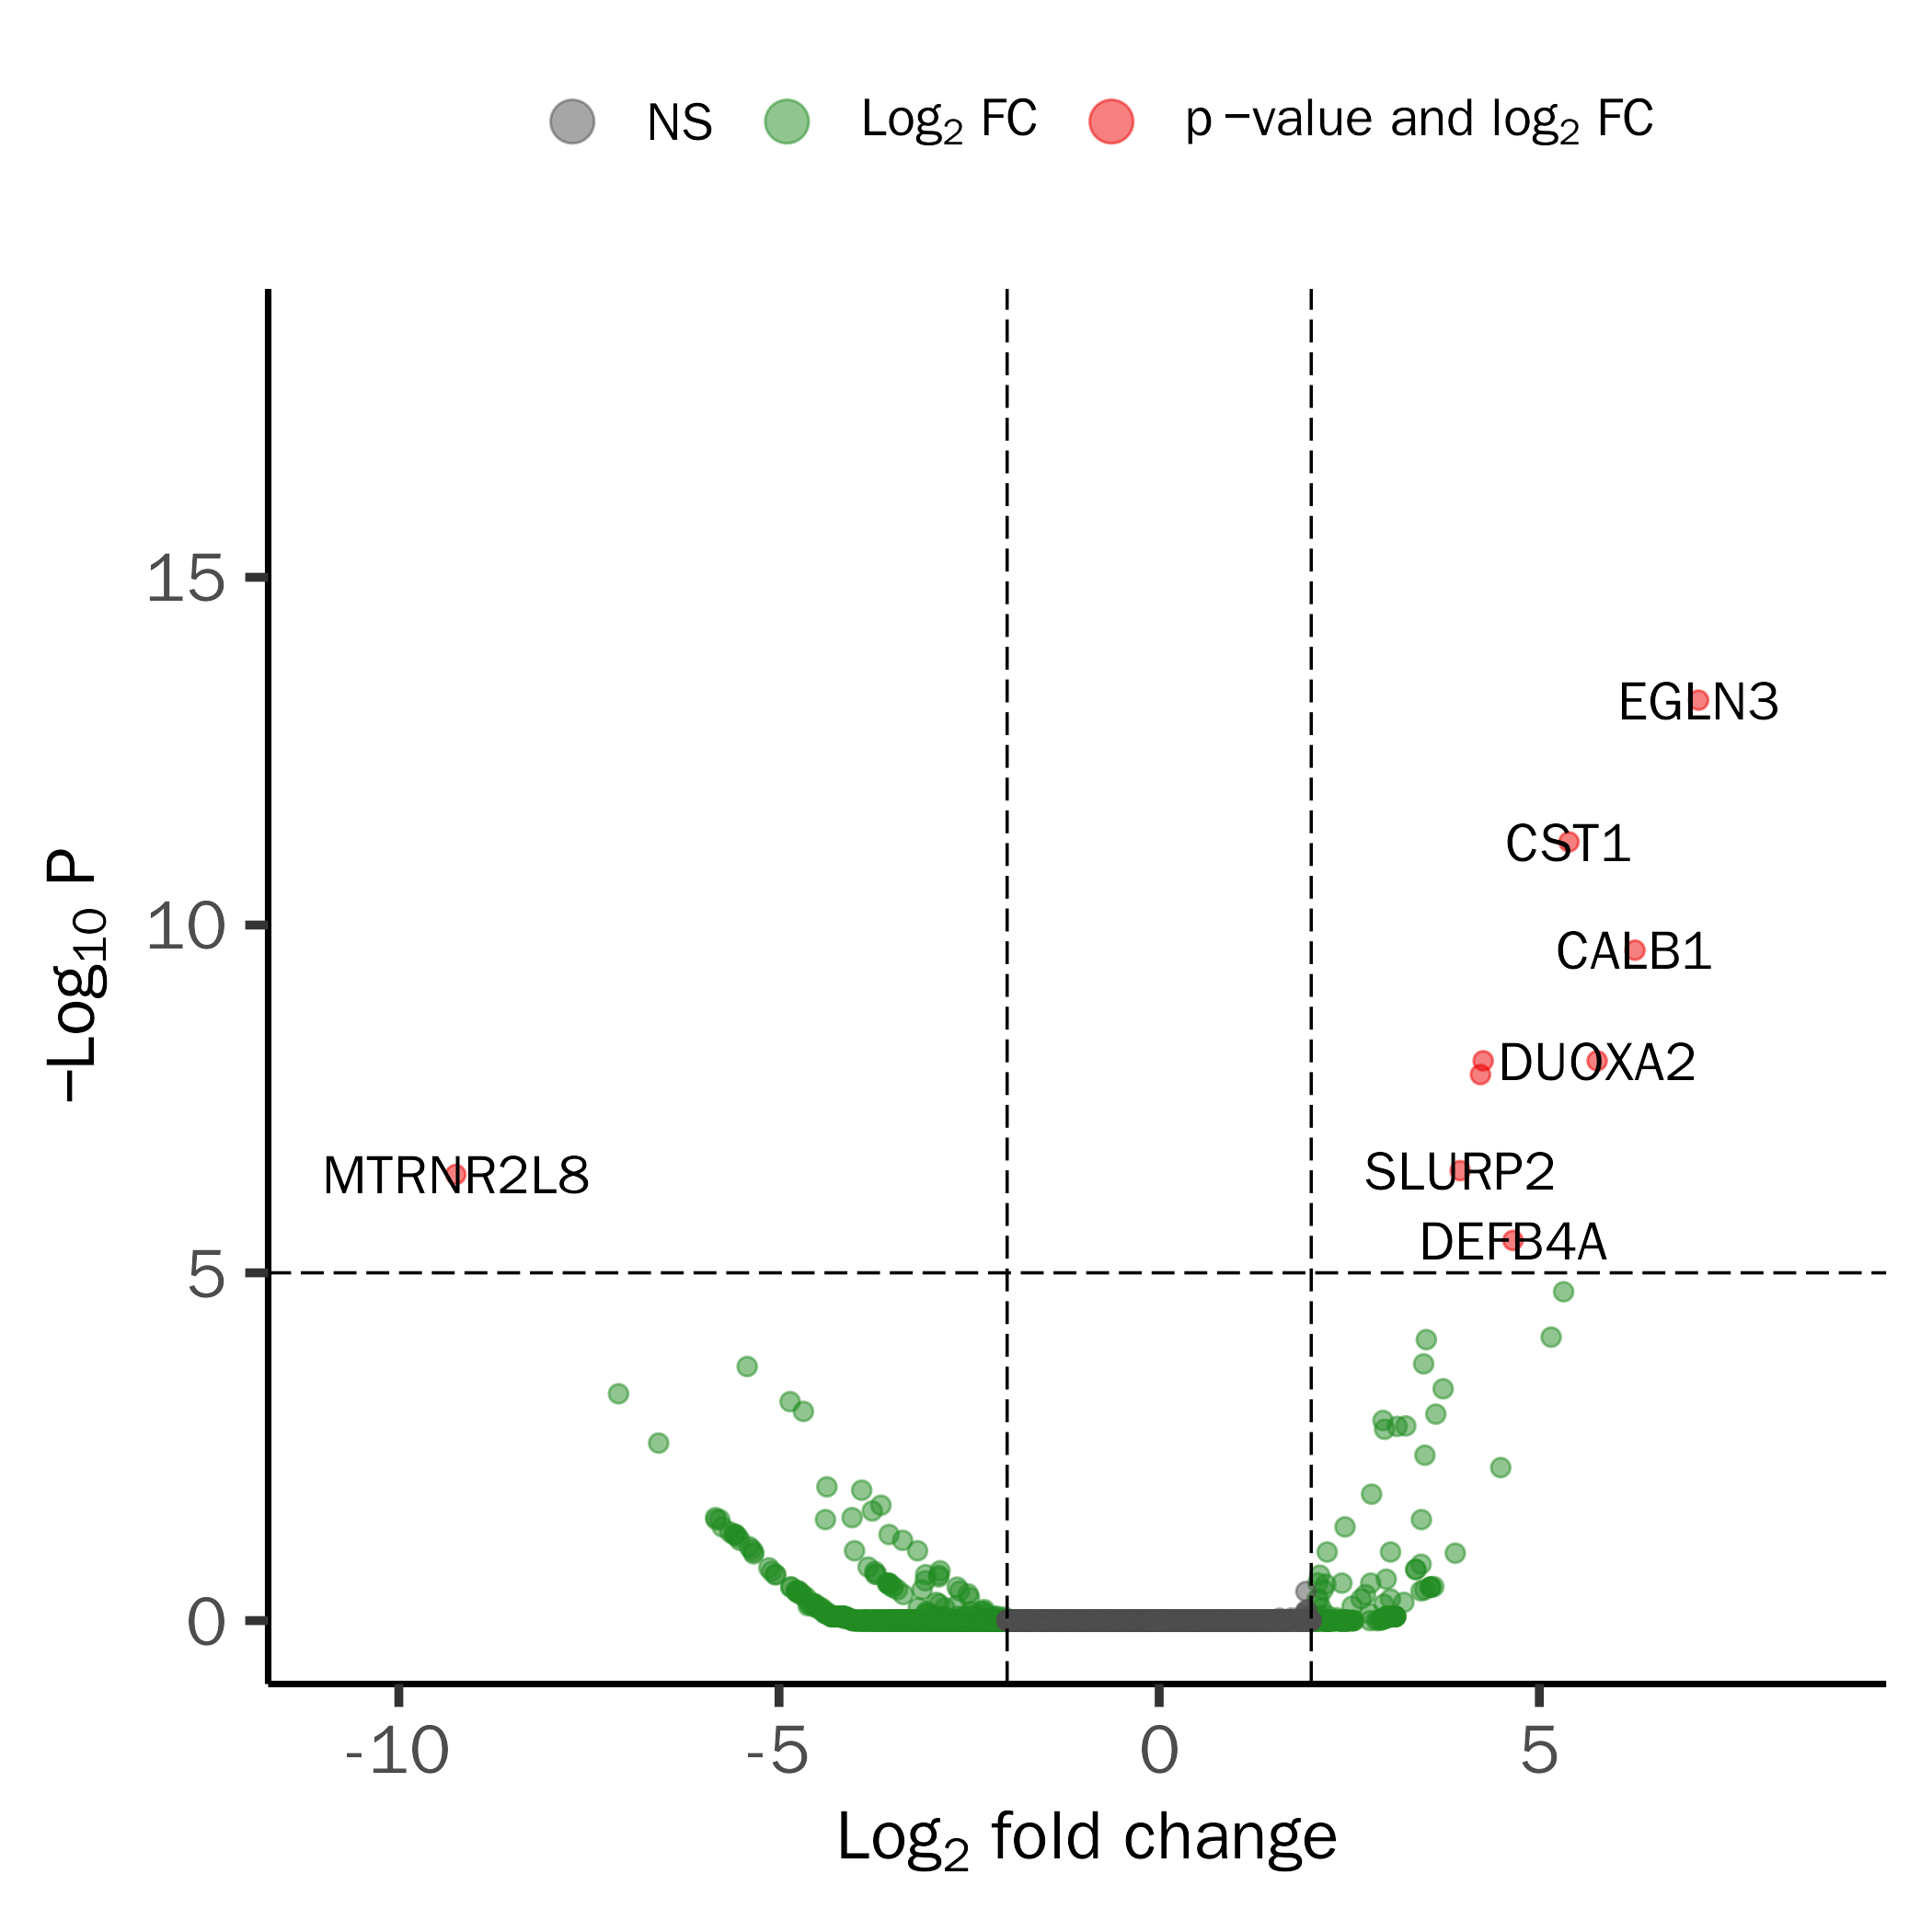 NS Log₂ FC p −value and log₂ FC
−Log₁₀ P
15
10
5
0
EGLN3
CST1
CALB1
DUOXA2
MTRNR2L8
SLURP2
DEFB4A
-10 -5 0 5
Log₂ fold change